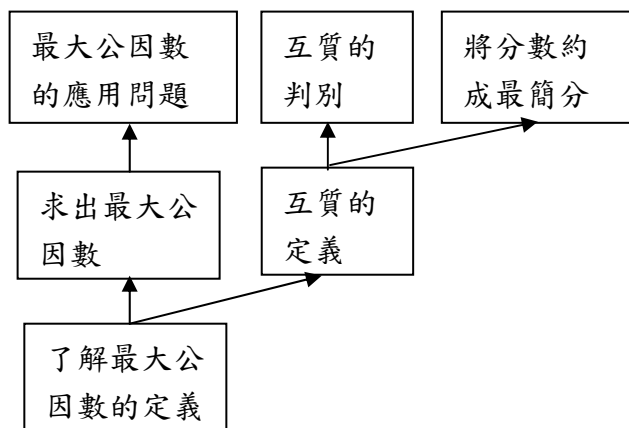 最大公因數
的應用問題
互質的
判別
將分數約
成最簡分
求出最大公
因數
互質的
定義
了解最大公
因數的定義